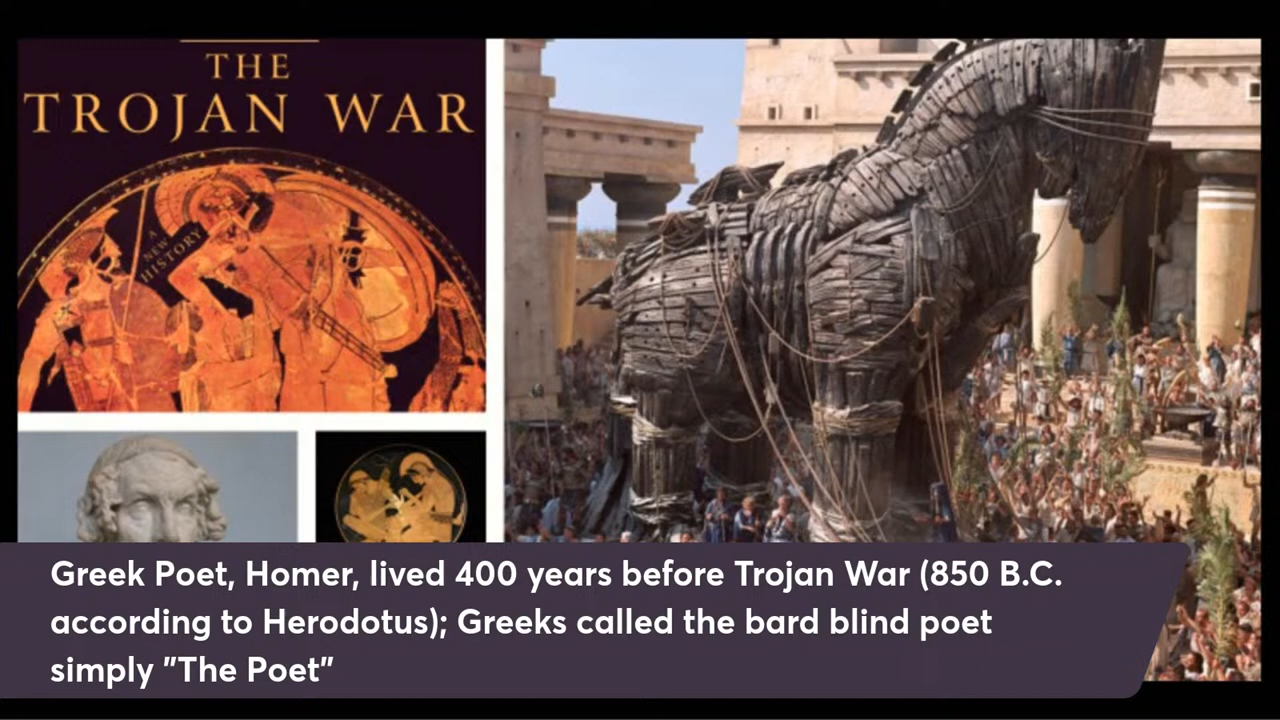 THE
TROJAN WAR
A
NEW
HISTORY
Greek Poet, Homer, lived 400 years before Trojan War (850 B.C.
according to Herodotus); Greeks called the bard blind poet
simply "The Poet"